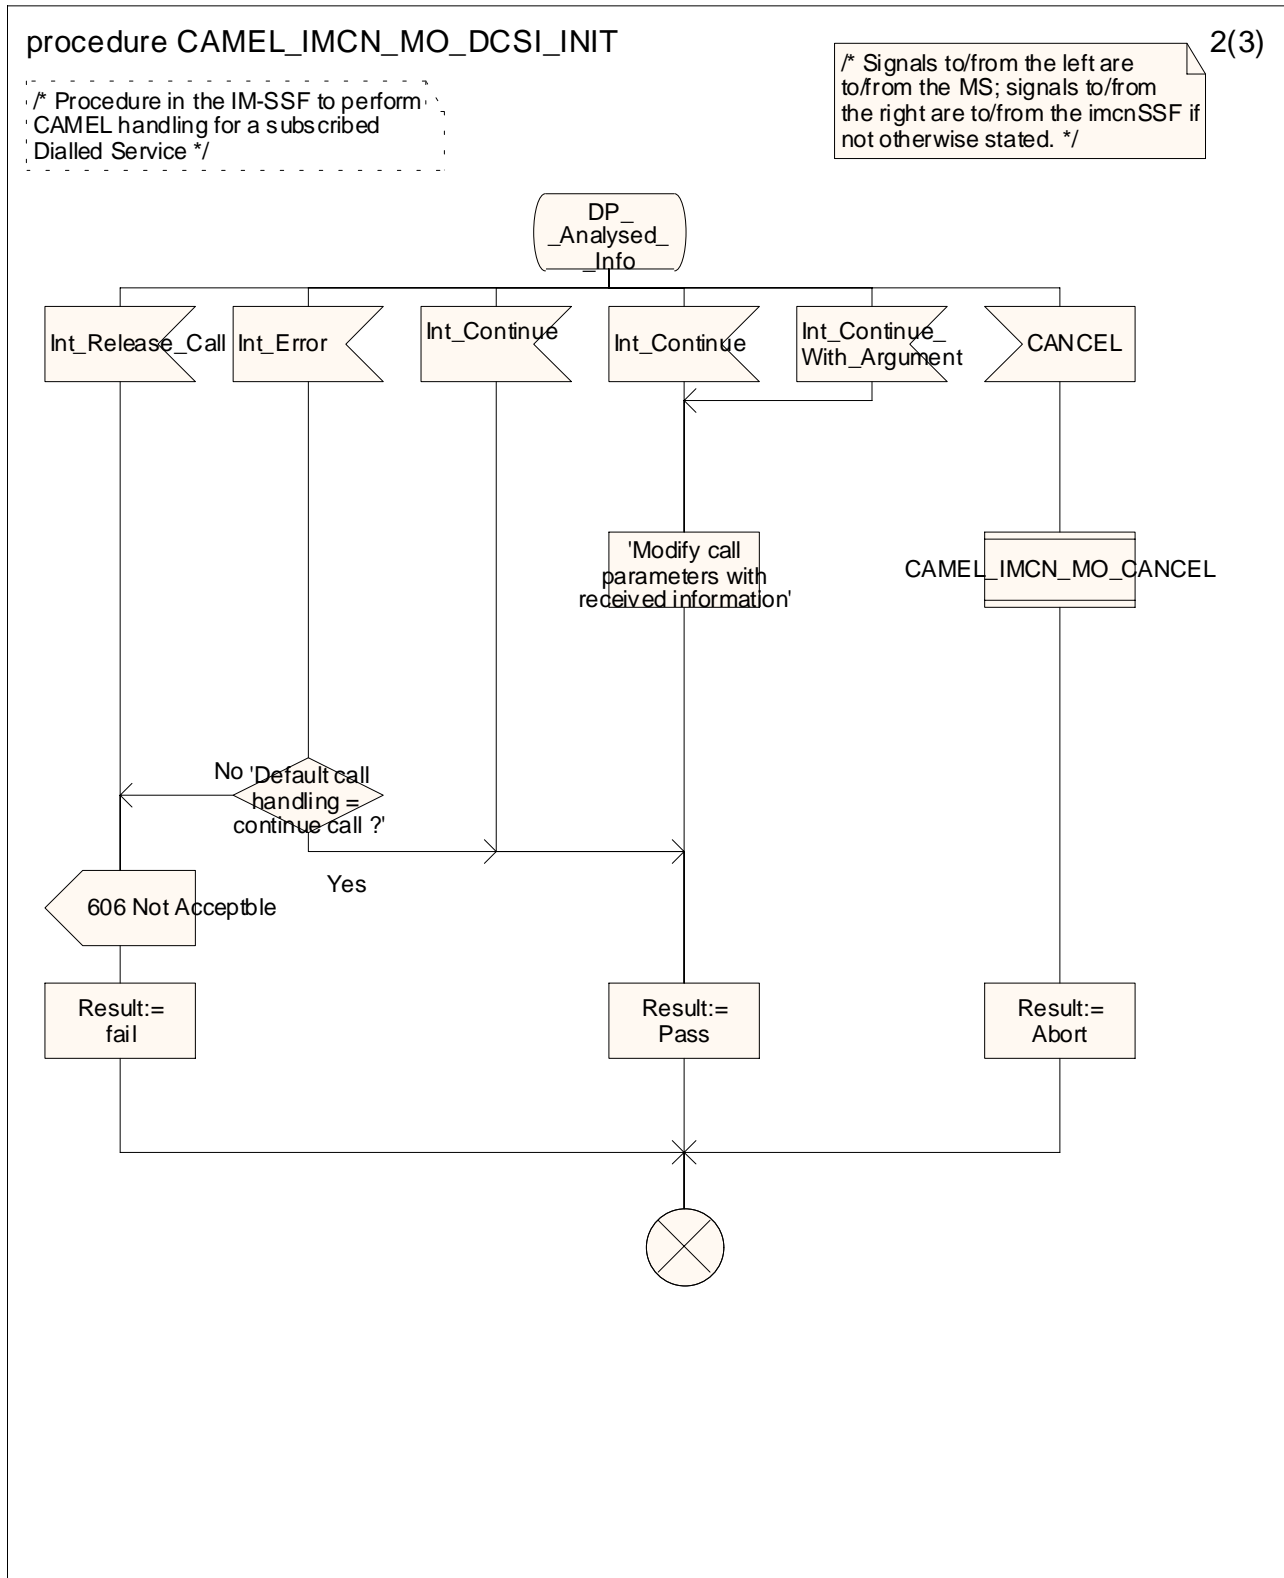 procedure CAMEL_IMCN_MO_DCSI_INIT
2(3)
/* Procedure in the IM-SSF to perform
CAMEL handling for a subscribed
Dialled Service */
/* Signals to/from the left are
to/from the MS; signals to/from
the right are to/from the imcnSSF if
not otherwise stated. */
DP_
_Analysed_
_Info
Int_Release_Call
Int_Error
Int_Continue
Int_Continue
Int_Continue_
With_Argument
CANCEL
'Modify call
parameters with
received information'
CAMEL_IMCN_MO_CANCEL
No
'Default call
handling =
continue call ?'
Yes
606 Not Acceptble
Result:=
fail
Result:=
Pass
Result:=
Abort